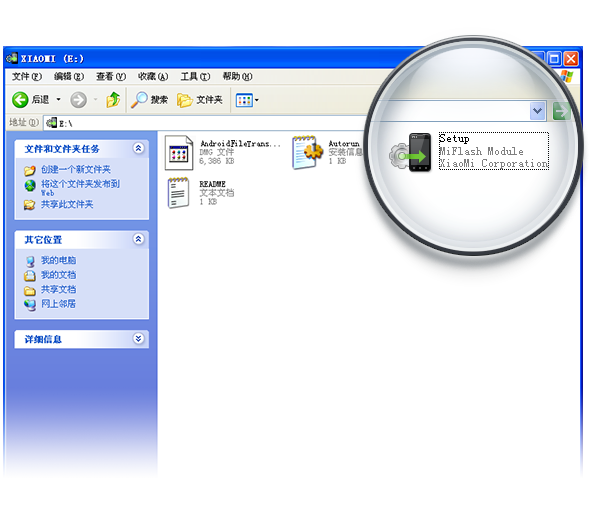 XIAOMI (E:)
文件(F) 编辑(E) 查看(V) 收藏(A) 工具(T) 帮助(H)
后退 搜索 文件夹
地址(D) E:\
文件和文件夹任务
创建一个新文件夹
将这个文件夹发布到
Web
共享此文件夹
其它位置
我的电脑
我的文档
共享文档
网上邻居
详细信息
AndroidFileTrans...
DMG 文件
6,386 KB
Autorun
安装信息
1 KB
README
文本文档
1 KB
Setup
MiFlash Module
XiaoMi Corporation